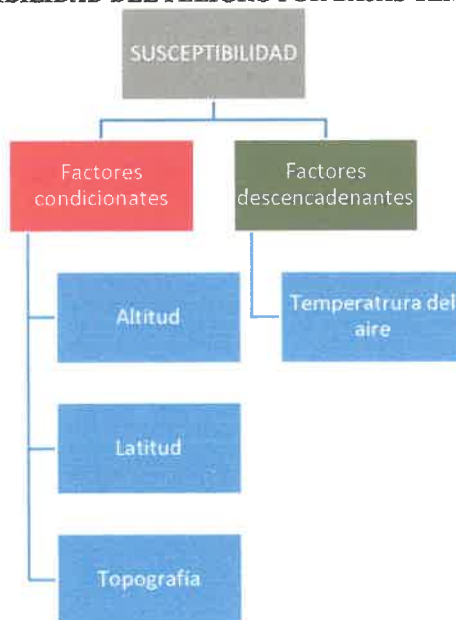 SUSCEPTIBILIDAD
Factores
condicionates
Factores
descencadenantes
Altitud
Temperatrura del
aire
Latitud
Topografía